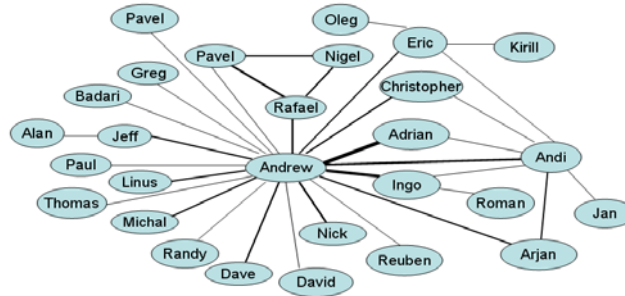 Pavel
Oleg
Eric
Kirill
Pavel
Nigel
Greg
Christopher
Badari
Rafael
Alan
Jeff
Adrian
Andi
Paul
Andrew
Linus
Ingo
Thomas
Roman
Jan
Michal
Nick
Randy
Reuben
Arjan
Dave
David